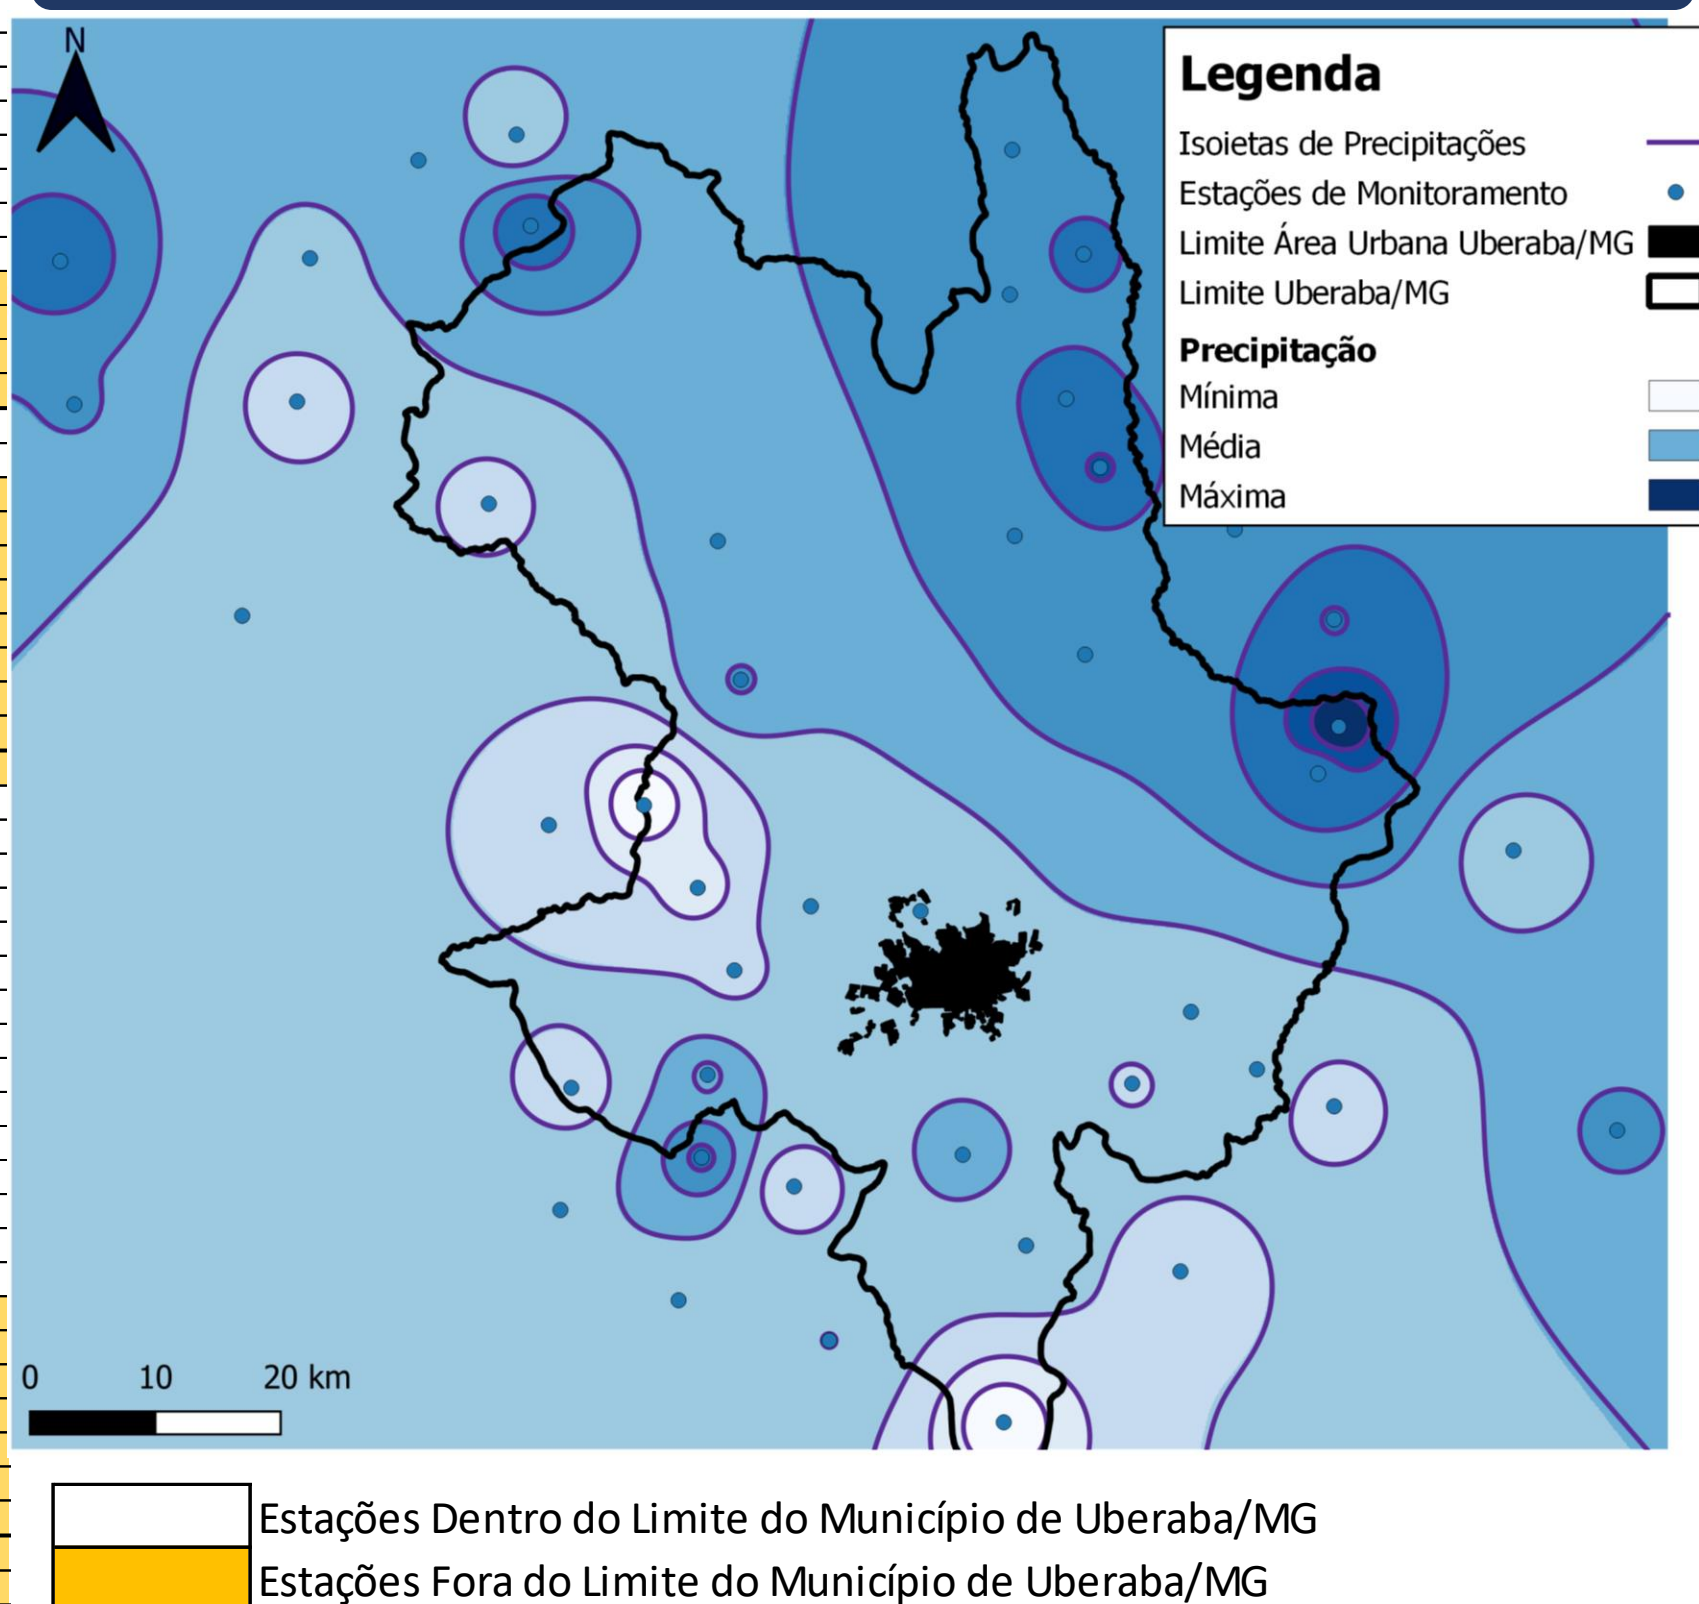 N
Legenda
Isoietas de Precipitações
Estações de Monitoramento
Limite Área Urbana Uberaba/MG
Limite Uberaba/MG
Precipitação
Mínima
Média
Máxima
0 10 20 km
Estações Dentro do Limite do Município de Uberaba/MG
Estações Fora do Limite do Município de Uberaba/MG